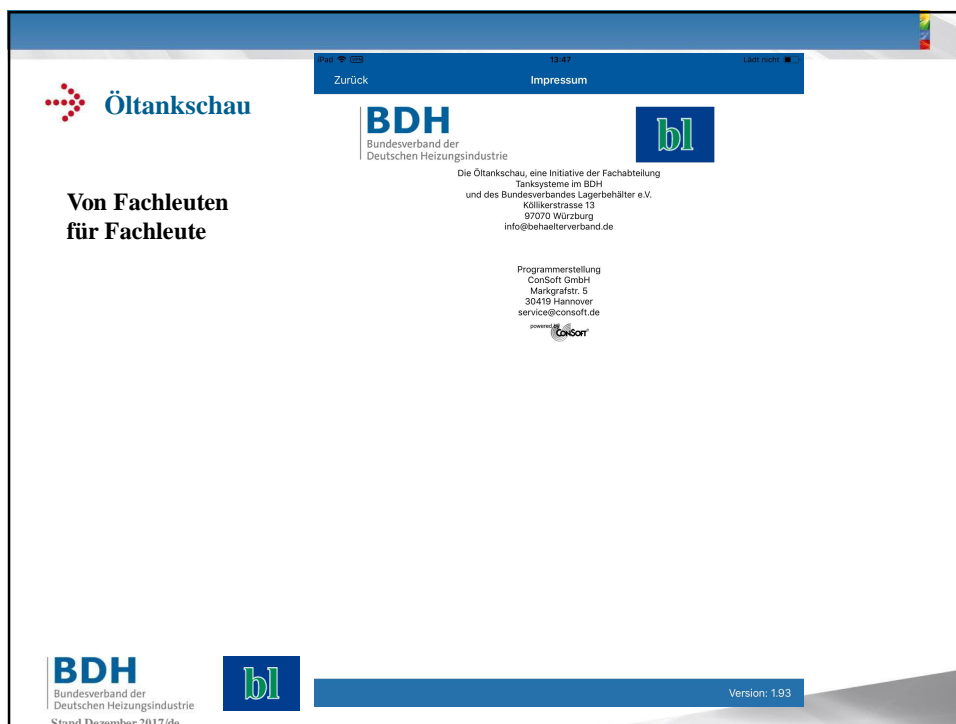 Öltankschau
Von Fachleuten
für Fachleute
iPad VPN 13:47 Lädt nicht
Zurück Impressum
BDH
Bundesverband der
Deutschen Heizungsindustrie
bl
Die Öltankschau, eine Initiative der Fachabteilung
Tanksysteme im BDH
und des Bundesverbandes Lagerbehälter e.V.
Köllikerstrasse 13
97070 Würzburg
info@behaelterverband.de
Programmerstellung
ConSoft GmbH
Markgrafstr. 5
30419 Hannover
service@consoft.de
powered by
CONSOFT®
Version: 1.93
BDH
Bundesverband der
Deutschen Heizungsindustrie
bl
Stand Dezember 2017/de